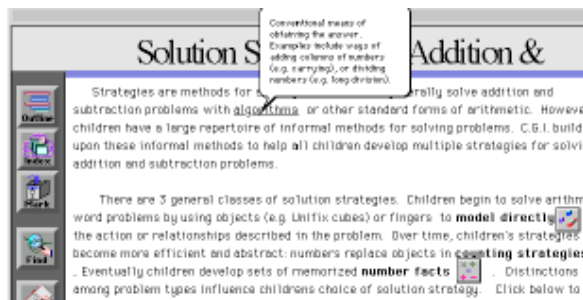 Conventional means of
obtaining the answer.
Examples include ways of
adding columns of numbers
(e.g. carrying), or dividing
numbers (e.g. long division).
Solution S Addition &
Strategies are methods for s erally solve addition and
subtraction problems with algorithms or other standard forms of arithmetic. Howeve
children have a large repertoire of informal methods for solving problems. C.G.I. build
upon these informal methods to help all children develop multiple strategies for solvi
addition and subtraction problems.
There are 3 general classes of solution strategies. Children begin to solve arithm
word problems by using objects (e.g. Unifix cubes) or fingers to model directly
the action or relationships described in the problem. Over time, children's strategies
become more efficient and abstract: numbers replace objects in counting strategies
. Eventually children develop sets of memorized number facts . Distinctions
among problem types influence childrens choice of solution strategy. Click below to
Outline
Index
Mark
Find